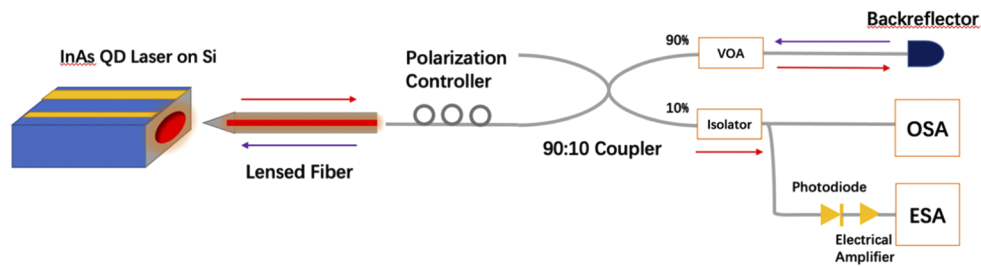 InAs QD Laser on Si
Lensed Fiber
Polarization
Controller
90:10 Coupler
90%
VOA
Backreflector
10%
Isolator
OSA
Photodiode
ESA
Electrical
Amplifier